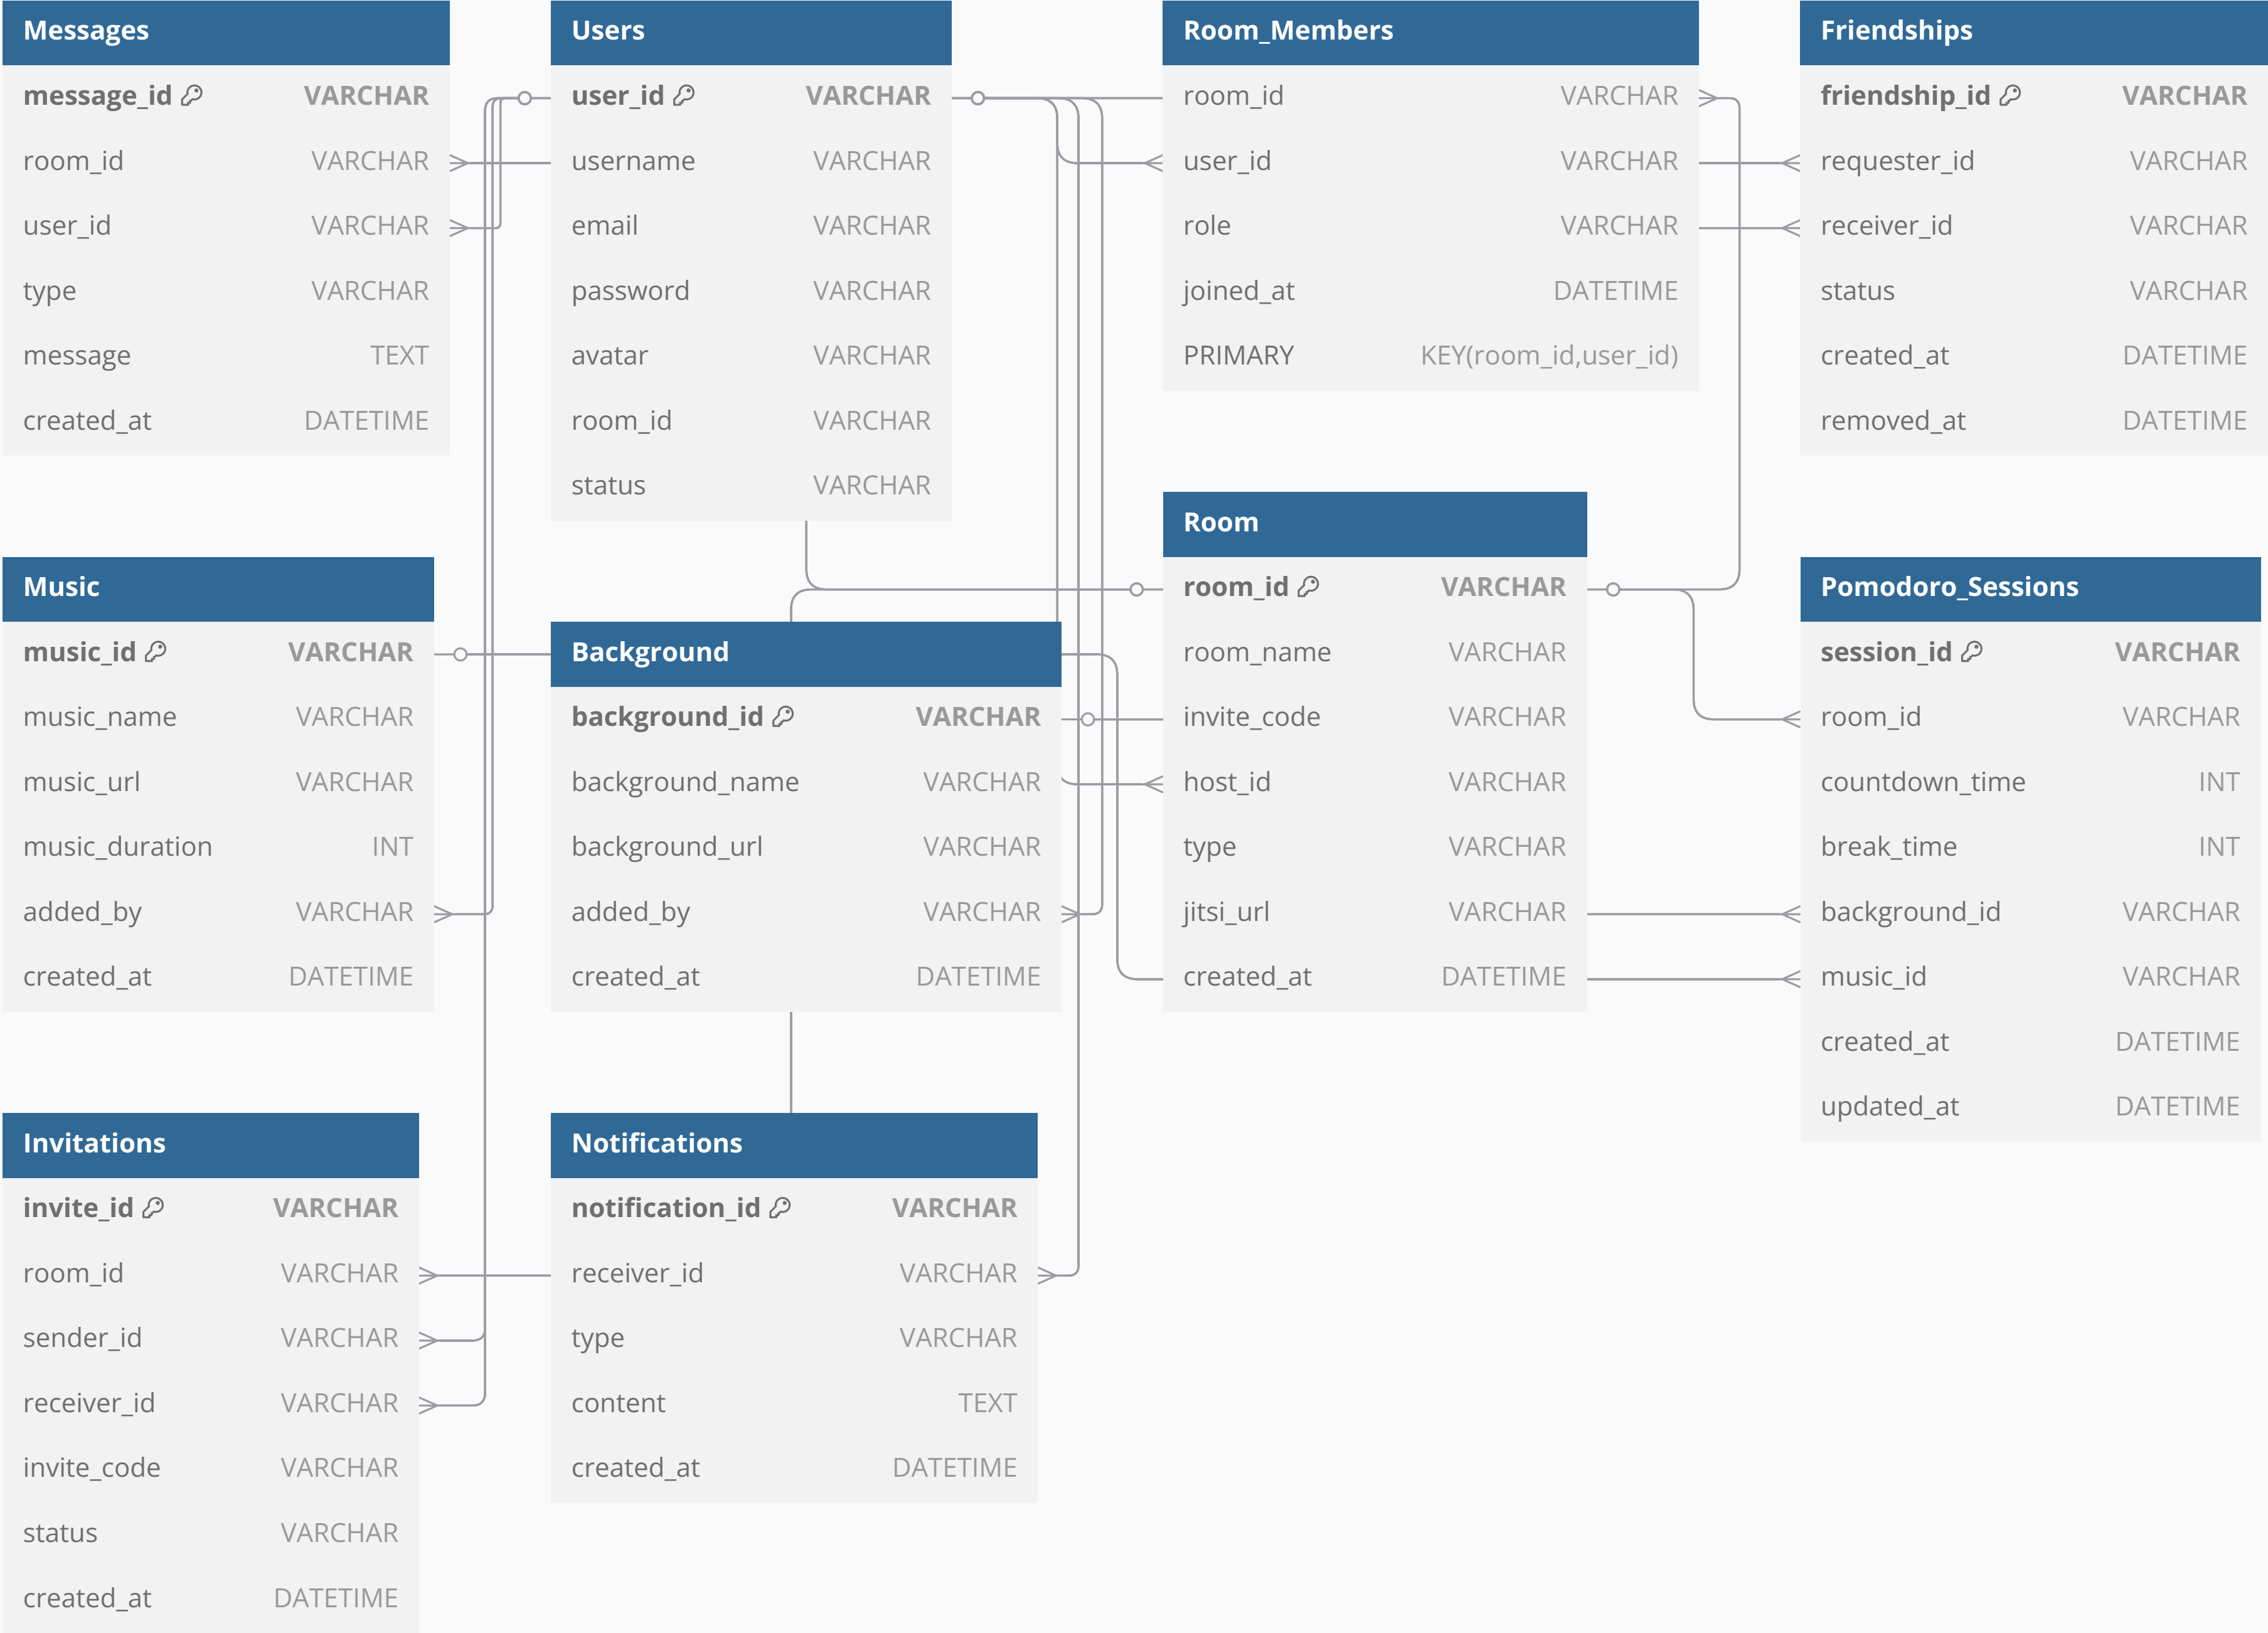 Messages
message_id VARCHAR
room_id VARCHAR
user_id VARCHAR
type VARCHAR
message TEXT
created_at DATETIME
Users
user_id VARCHAR
username VARCHAR
email VARCHAR
password VARCHAR
avatar VARCHAR
room_id VARCHAR
status VARCHAR
Room_Members
room_id VARCHAR
user_id VARCHAR
role VARCHAR
joined_at DATETIME
PRIMARY KEY(room_id,user_id)
Friendships
friendship_id VARCHAR
requester_id VARCHAR
receiver_id VARCHAR
status VARCHAR
created_at DATETIME
removed_at DATETIME
Music
music_id VARCHAR
music_name VARCHAR
music_url VARCHAR
music_duration INT
added_by VARCHAR
created_at DATETIME
Background
background_id VARCHAR
background_name VARCHAR
background_url VARCHAR
added_by VARCHAR
created_at DATETIME
Room
room_id VARCHAR
room_name VARCHAR
invite_code VARCHAR
host_id VARCHAR
type VARCHAR
jitsi_url VARCHAR
created_at DATETIME
Pomodoro_Sessions
session_id VARCHAR
room_id VARCHAR
countdown_time INT
break_time INT
background_id VARCHAR
music_id VARCHAR
created_at DATETIME
updated_at DATETIME
Invitations
invite_id VARCHAR
room_id VARCHAR
sender_id VARCHAR
receiver_id VARCHAR
invite_code VARCHAR
status VARCHAR
created_at DATETIME
Notifications
notification_id VARCHAR
receiver_id VARCHAR
type VARCHAR
content TEXT
created_at DATETIME